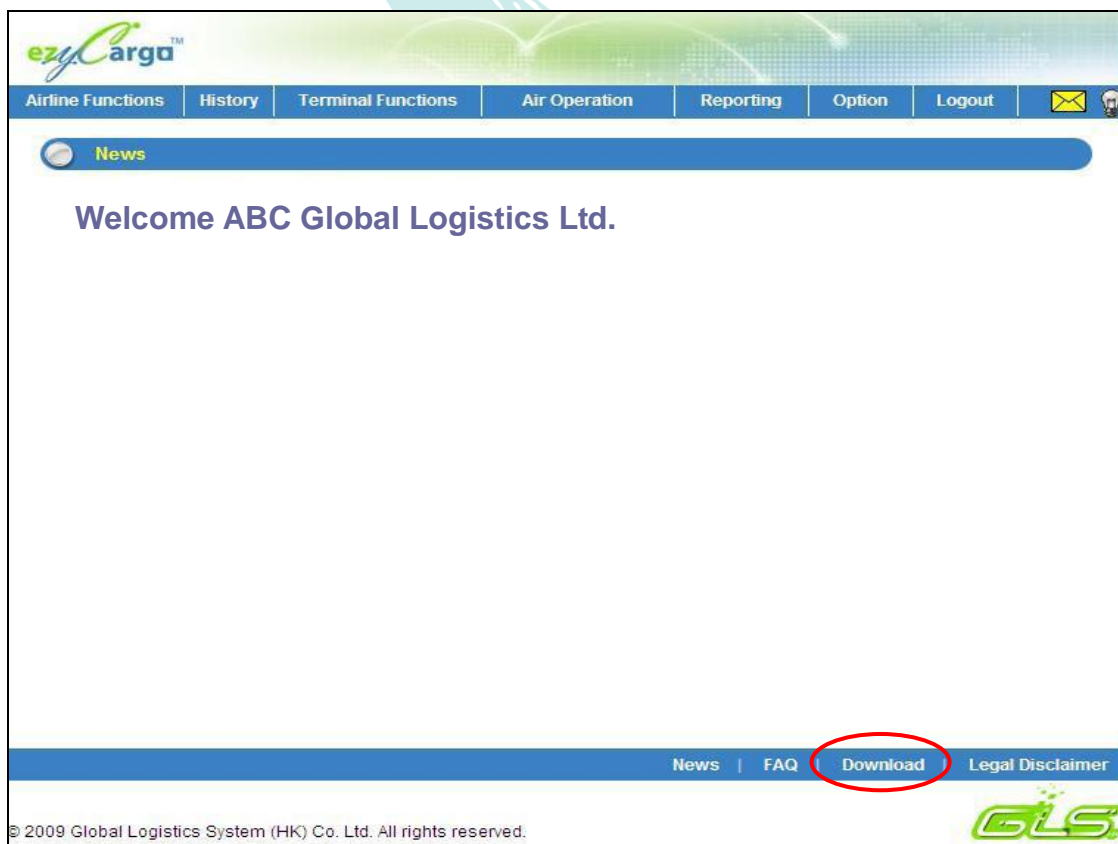 ezyCargo™
Airline Functions History Terminal Functions Air Operation Reporting Option Logout
News
Welcome ABC Global Logistics Ltd.
News | FAQ | Download | Legal Disclaimer
GLS
© 2009 Global Logistics System (HK) Co. Ltd. All rights reserved.